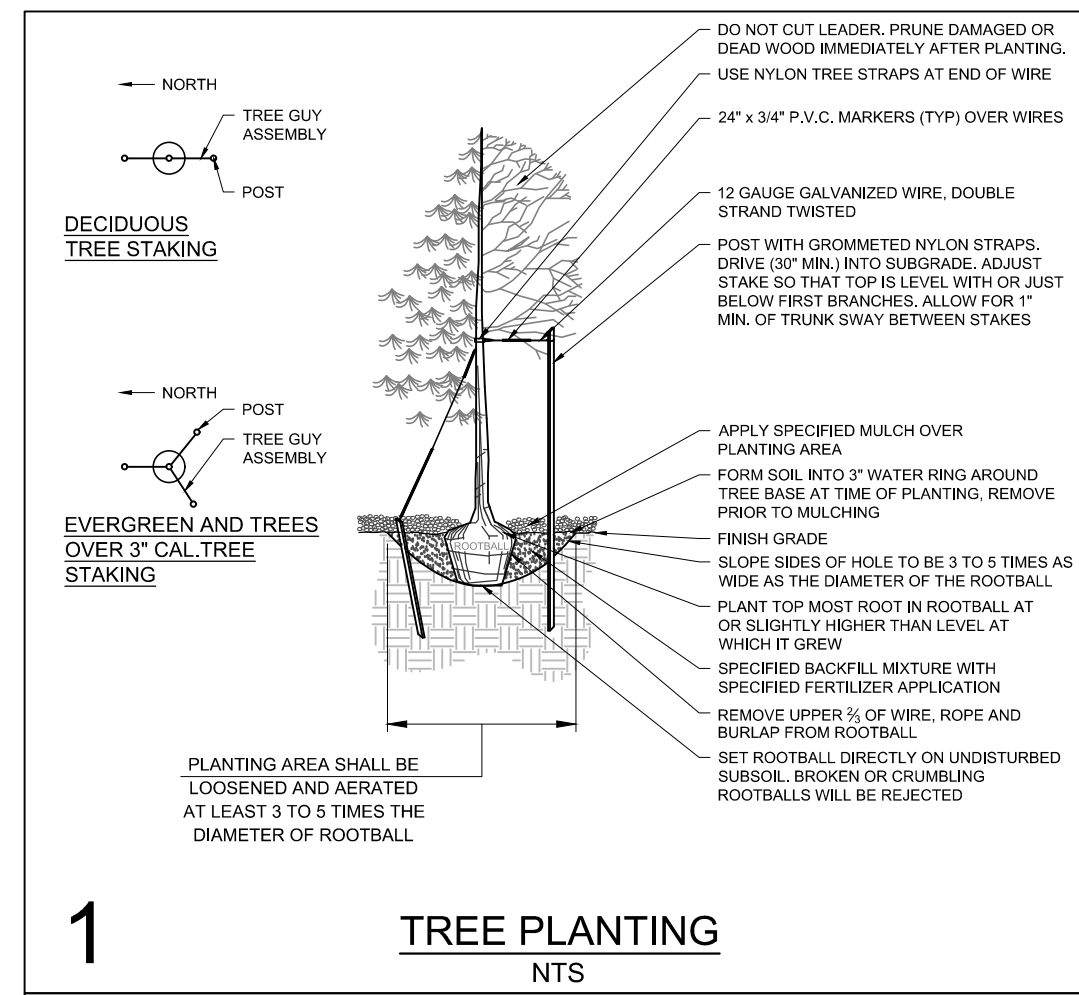 NORTH
TREE GUY
ASSEMBLY
POST
DECIDUOUS
TREE STAKING
NORTH
POST
TREE GUY
ASSEMBLY
EVERGREEN AND TREES
OVER 3" CAL.TREE
STAKING
DO NOT CUT LEADER. PRUNE DAMAGED OR
DEAD WOOD IMMEDIATELY AFTER PLANTING.
USE NYLON TREE STRAPS AT END OF WIRE
24" x 3/4" P.V.C. MARKERS (TYP) OVER WIRES
12 GAUGE GALVANIZED WIRE, DOUBLE
STRAND TWISTED
POST WITH GROMMETED NYLON STRAPS.
DRIVE (30" MIN.) INTO SUBGRADE. ADJUST
STAKE SO THAT TOP IS LEVEL WITH OR JUST
BELOW FIRST BRANCHES. ALLOW FOR 1"
MIN. OF TRUNK SWAY BETWEEN STAKES
APPLY SPECIFIED MULCH OVER
PLANTING AREA
FORM SOIL INTO 3" WATER RING AROUND
TREE BASE AT TIME OF PLANTING, REMOVE
PRIOR TO MULCHING
FINISH GRADE
SLOPE SIDES OF HOLE TO BE 3 TO 5 TIMES AS
WIDE AS THE DIAMETER OF THE ROOTBALL
PLANT TOP MOST ROOT IN ROOTBALL AT
OR SLIGHTLY HIGHER THAN LEVEL AT
WHICH IT GREW
SPECIFIED BACKFILL MIXTURE WITH
SPECIFIED FERTILIZER APPLICATION
REMOVE UPPER ⅔ OF WIRE, ROPE AND
BURLAP FROM ROOTBALL
SET ROOTBALL DIRECTLY ON UNDISTURBED
SUBSOIL. BROKEN OR CRUMBLING
ROOTBALLS WILL BE REJECTED
ROOTBALL
PLANTING AREA SHALL BE
LOOSENED AND AERATED
AT LEAST 3 TO 5 TIMES THE
DIAMETER OF ROOTBALL
1
TREE PLANTING
NTS